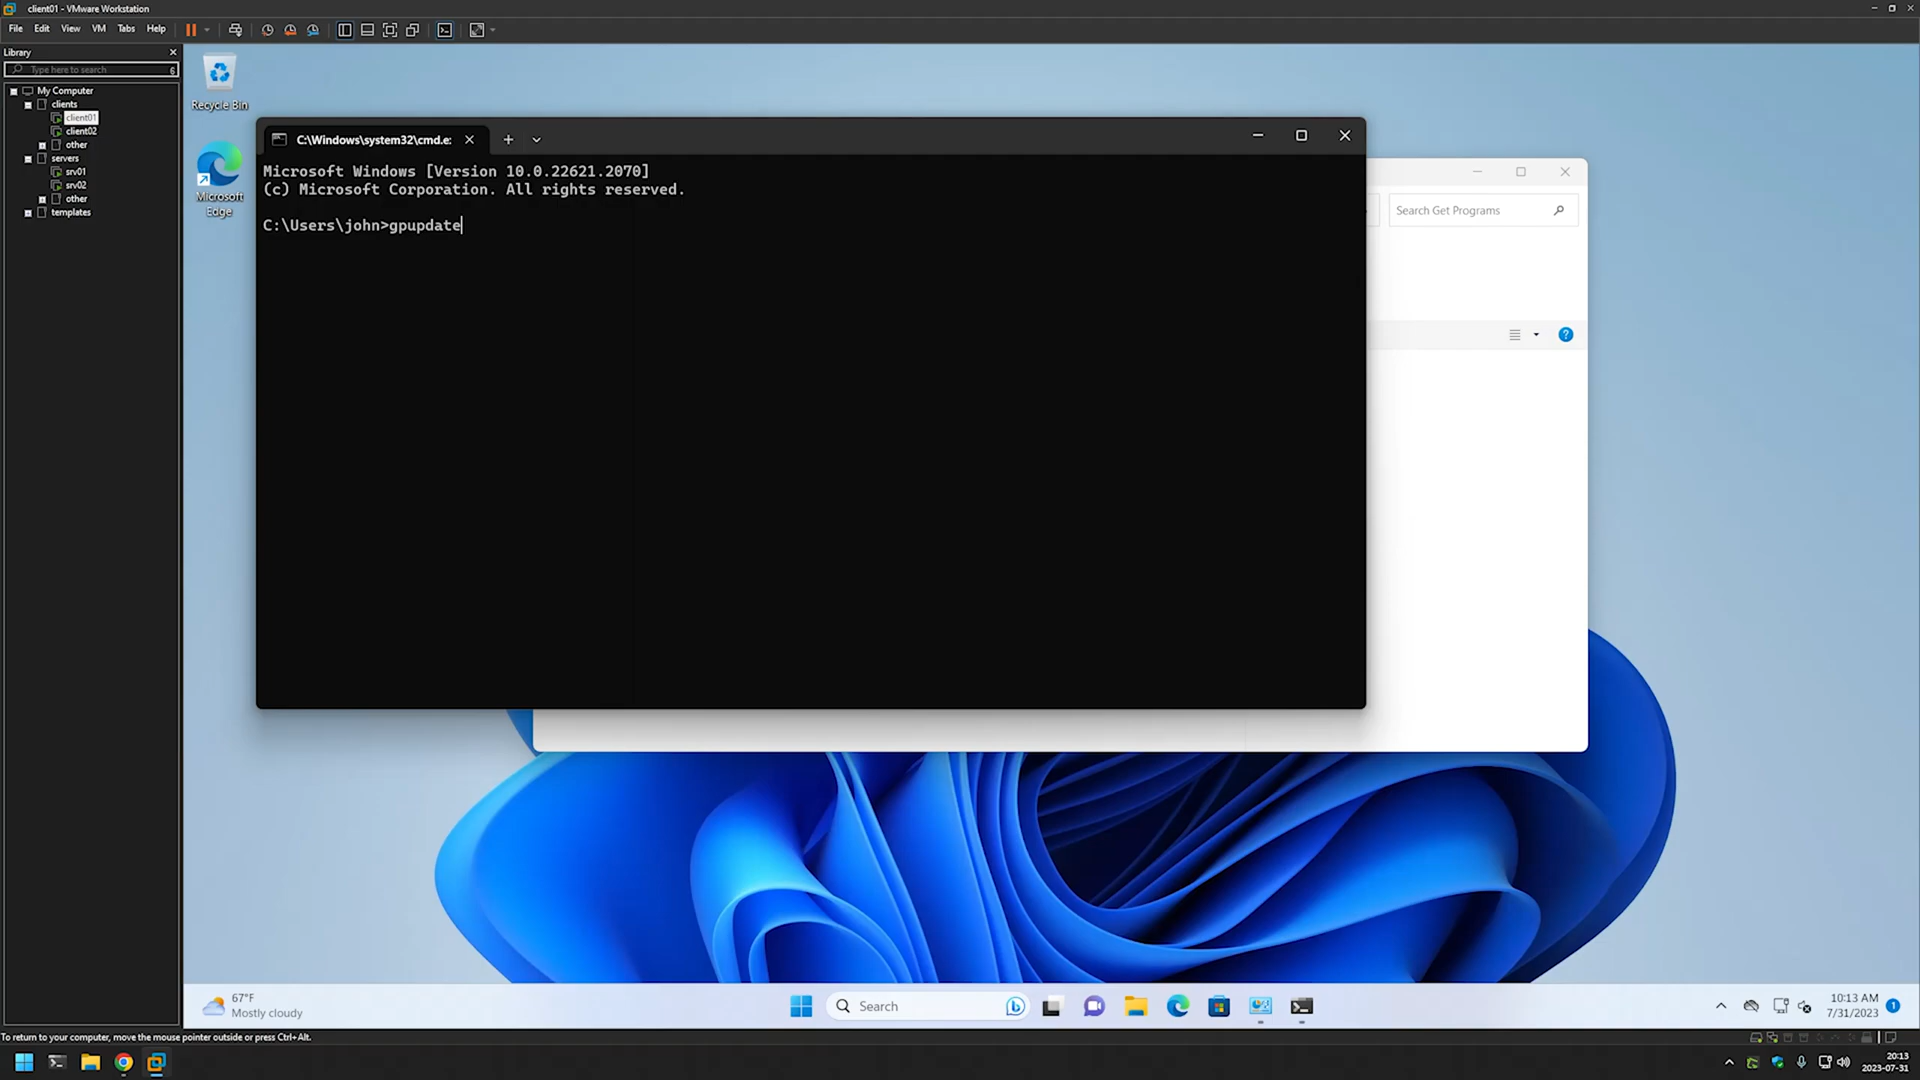 client01 - VMware Workstation
File Edit View VM Tabs Help
Library
Type here to search
My Computer
clients
client01
client02
other
servers
srv01
srv02
other
templates
Recycle Bin
Microsoft
Edge
C:\Windows\system32\cmd.e:
Microsoft Windows [Version 10.0.22621.2070]
(c) Microsoft Corporation. All rights reserved.
C:\Users\john>gpupdate
Search Get Programs
67°F
Mostly cloudy
Search
10:13 AM
7/31/2023
1
To return to your computer, move the mouse pointer outside or press Ctrl+Alt.
20:13
2023-07-31